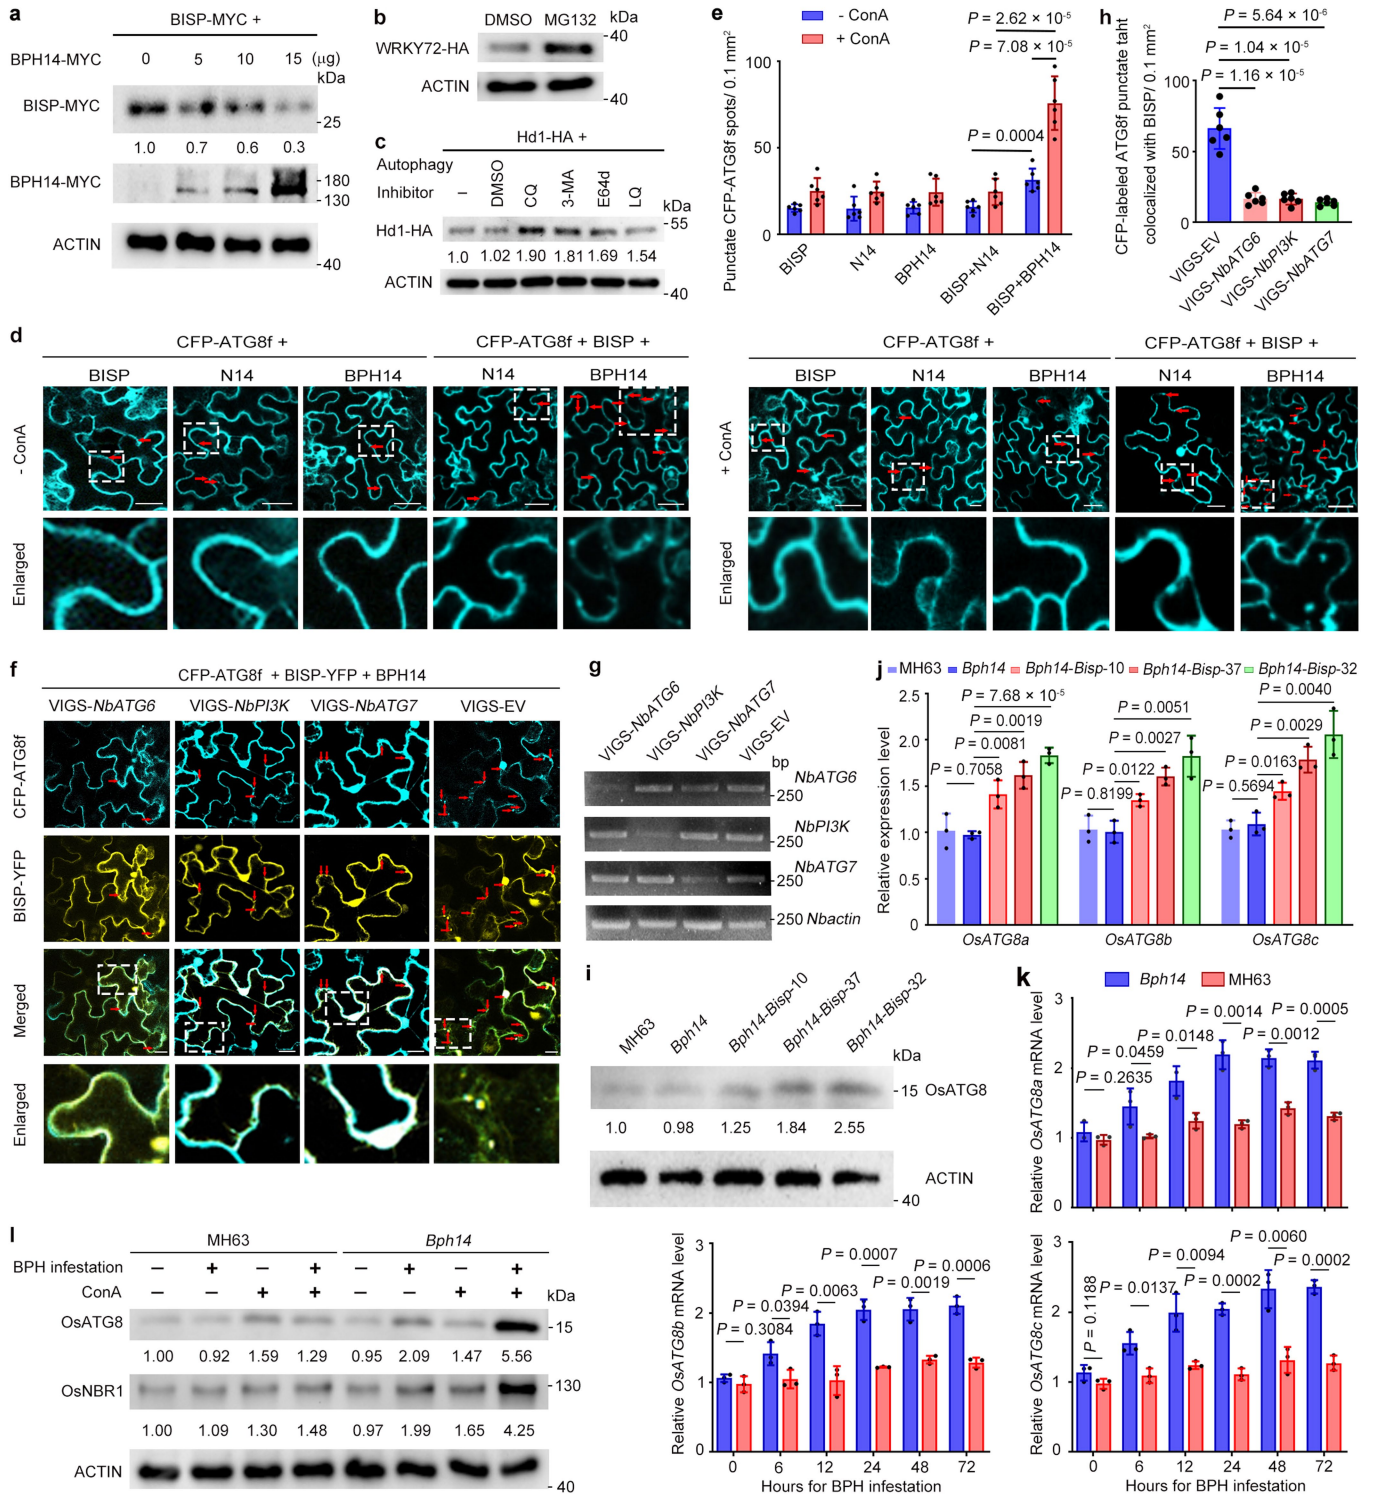 a
BISP-MYC +
BPH14-MYC 0 5 10 15 (μg)
kDa
BISP-MYC
-25
1.0 0.7 0.6 0.3
BPH14-MYC
-180
-130
ACTIN
-40
b
DMSO MG132 kDa
-40
WRKY72-HA
ACTIN
-40
c
Hd1-HA +
Autophagy
Inhibitor
– DMSO CQ 3-MA E64d LQ
kDa
-55
Hd1-HA
1.0 1.02 1.90 1.81 1.69 1.54
ACTIN
-40
e
- ConA
+ ConA
P = 2.62 × 10-5
P = 7.08 × 10-5
P = 0.0004
Punctate CFP-ATG8f spots/ 0.1 mm2
100
50
0
BISP
N14
BPH14
BISP+N14
BISP+BPH14
h
P = 5.64 × 10-6
P = 1.04 × 10-5
P = 1.16 × 10-5
CFP-labeled ATG8f punctate taht
colocalized with BISP/ 0.1 mm2
100
50
0
VIGS-EV
VIGS-NbATG6
VIGS-NbPI3K
VIGS-NbATG7
d
CFP-ATG8f +
CFP-ATG8f + BISP +
BISP N14 BPH14 N14 BPH14
- ConA
Enlarged
CFP-ATG8f +
CFP-ATG8f + BISP +
BISP N14 BPH14 N14 BPH14
+ ConA
Enlarged
f
CFP-ATG8f + BISP-YFP + BPH14
VIGS-NbATG6 VIGS-NbPI3K VIGS-NbATG7 VIGS-EV
CFP-ATG8f
BISP-YFP
Merged
Enlarged
g
VIGS-NbATG6
VIGS-NbPI3K
VIGS-NbATG7
VIGS-EV
bp
NbATG6
250
NbPI3K
250
NbATG7
250
250 Nbactin
i
MH63
Bph14
Bph14-Bisp-10
Bph14-Bisp-37
Bph14-Bisp-32
kDa
-15 OsATG8
1.0 0.98 1.25 1.84 2.55
ACTIN
- 40
j
MH63 Bph14 Bph14-Bisp-10 Bph14-Bisp-37 Bph14-Bisp-32
Relative expression level
2.5
2.0
1.5
1.0
0.5
0
P = 7.68 × 10-5
P = 0.0019
P = 0.0081
P = 0.7058
P = 0.0051
P = 0.0027
P = 0.0122
P = 0.8199
P = 0.0040
P = 0.0029
P = 0.0163
P = 0.5694
OsATG8a OsATG8b OsATG8c
k
Bph14 MH63
Relative OsATG8a mRNA level
3
2
1
0
P = 0.2635
P = 0.0459
P = 0.0148
P = 0.0014
P = 0.0012
P = 0.0005
Relative OsATG8b mRNA level
3
2
1
0
P = 0.3084
P = 0.0394
P = 0.0063
P = 0.0007
P = 0.0019
P = 0.0006
0 6 12 24 48 72
Hours for BPH infestation
Relative OsATG8c mRNA level
3
2
1
0
P = 0.1188
P = 0.0137
P = 0.0094
P = 0.0002
P = 0.0060
P = 0.0002
0 6 12 24 48 72
Hours for BPH infestation
l
MH63 Bph14
BPH infestation – + – + – + – +
ConA – – + + – – + +
kDa
OsATG8
- 15
1.00 0.92 1.59 1.29 0.95 2.09 1.47 5.56
OsNBR1
-130
1.00 1.09 1.30 1.48 0.97 1.99 1.65 4.25
ACTIN
- 40